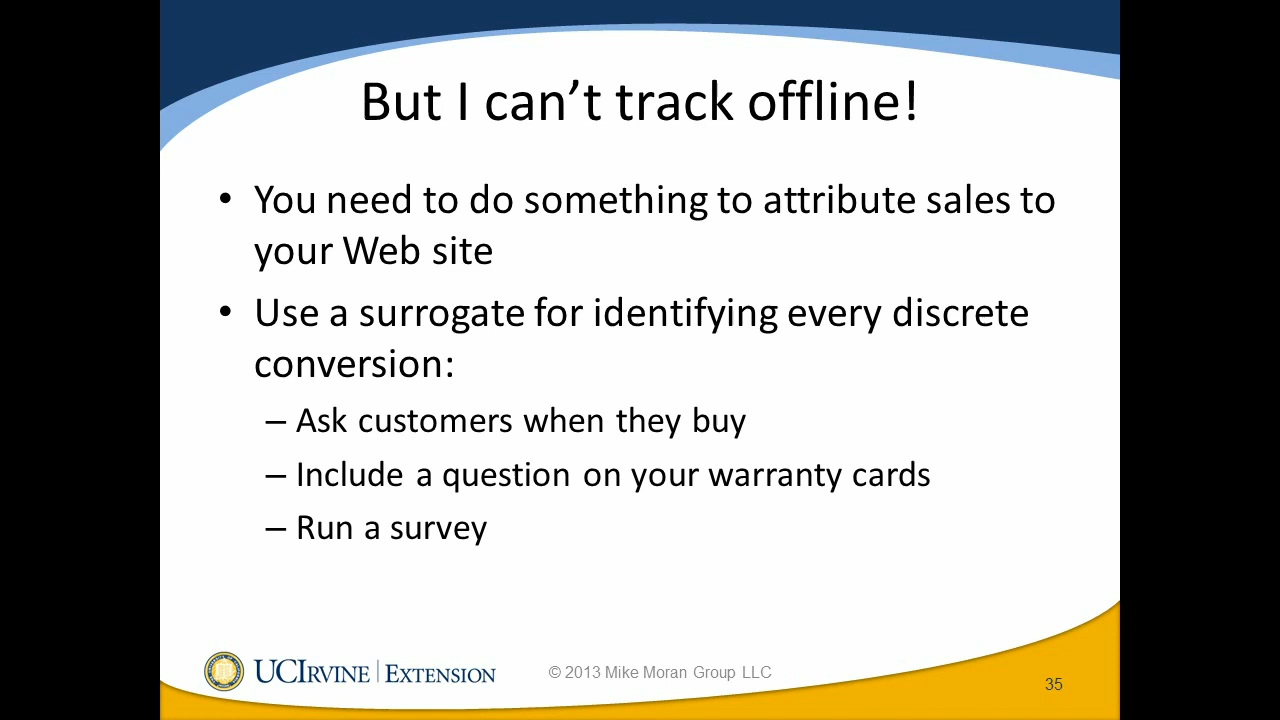 But I can’t track offline!
• You need to do something to attribute sales to
your Web site
• Use a surrogate for identifying every discrete
conversion:
– Ask customers when they buy
– Include a question on your warranty cards
– Run a survey
UCIRVINE | EXTENSION
© 2013 Mike Moran Group LLC
35